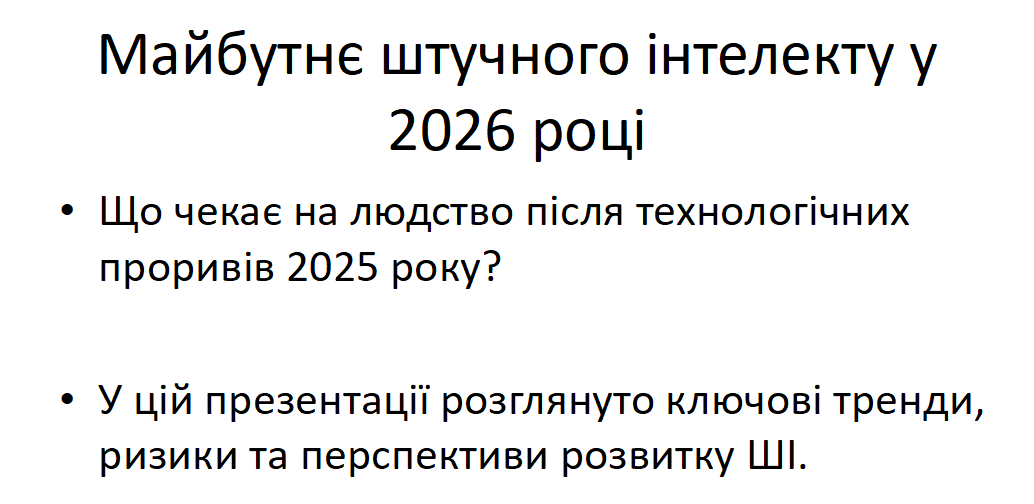 Майбутнє штучного інтелекту у
2026 році
• Що чекає на людство після технологічних
проривів 2025 року?
• У цій презентації розглянуто ключові тренди,
ризики та перспективи розвитку ШІ.